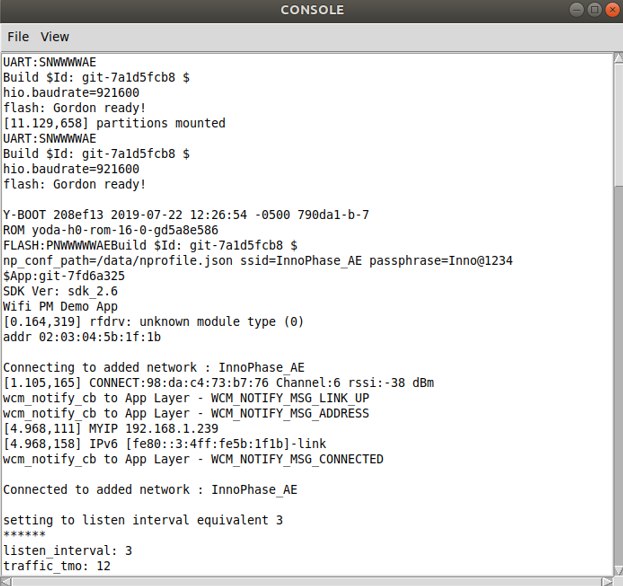 CONSOLE
File View
UART:SNWWWWAE
Build $Id: git-7a1d5fcb8 $
hio.baudrate=921600
flash: Gordon ready!
[11.129,658] partitions mounted
UART:SNWWWWAE
Build $Id: git-7a1d5fcb8 $
hio.baudrate=921600
flash: Gordon ready!
Y-BOOT 208ef13 2019-07-22 12:26:54 -0500 790da1-b-7
ROM yoda-h0-rom-16-0-gd5a8e586
FLASH:PNWWWWWAEBuild $Id: git-7a1d5fcb8 $
np_conf_path=/data/nprofile.json ssid=InnoPhase_AE passphrase=Inno@1234
$App:git-7fd6a325
SDK Ver: sdk_2.6
Wifi PM Demo App
[0.164,319] rfdrv: unknown module type (0)
addr 02:03:04:5b:1f:1b
Connecting to added network : InnoPhase_AE
[1.105,165] CONNECT:98:da:c4:73:b7:76 Channel:6 rssi:-38 dBm
wcm_notify_cb to App Layer - WCM_NOTIFY_MSG_LINK_UP
wcm_notify_cb to App Layer - WCM_NOTIFY_MSG_ADDRESS
[4.968,111] MYIP 192.168.1.239
[4.968,158] IPv6 [fe80::3:4ff:fe5b:1f1b]-link
wcm_notify_cb to App Layer - WCM_NOTIFY_MSG_CONNECTED
Connected to added network : InnoPhase_AE
setting to listen interval equivalent 3
******
listen_interval: 3
traffic_tmo: 12